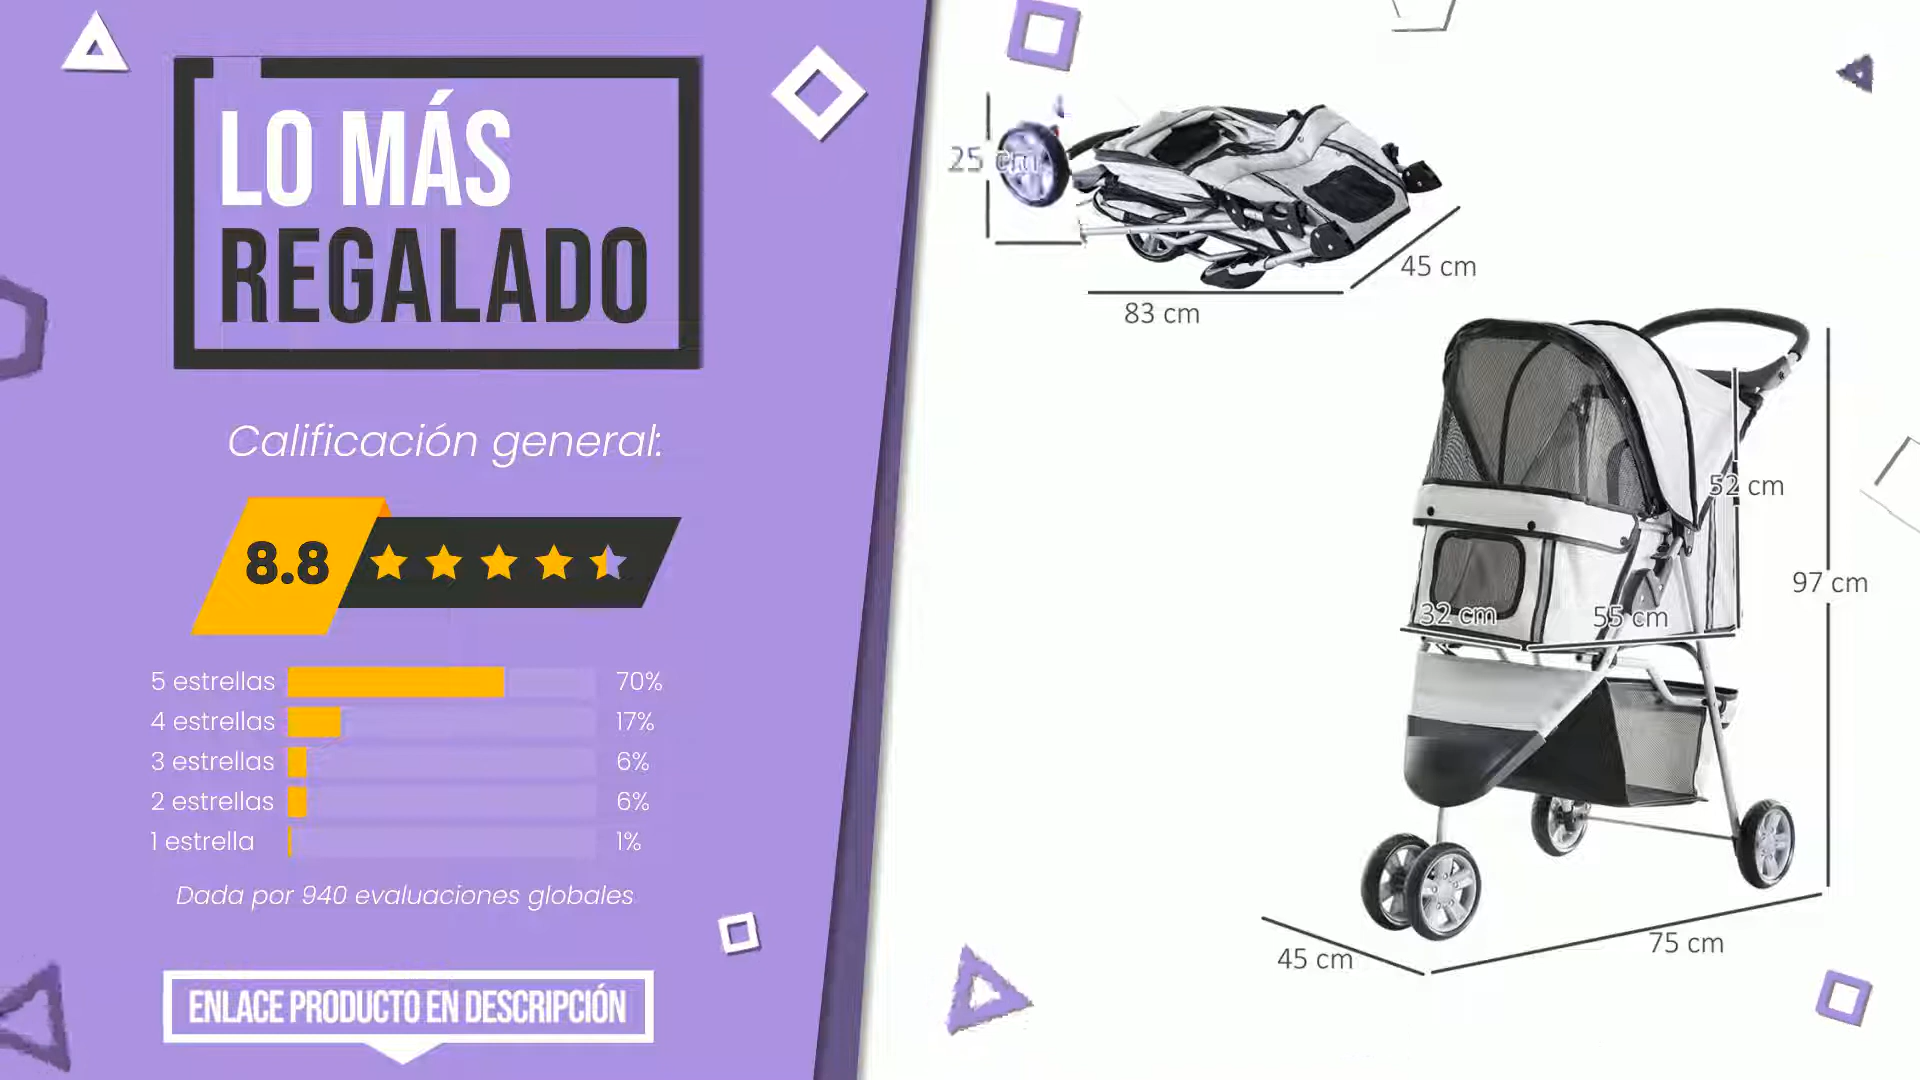 LO MÁS
REGALADO
Calificación general:
8.8
5 estrellas 70%
4 estrellas 17%
3 estrellas 6%
2 estrellas 6%
1 estrella 1%
Dada por 940 evaluaciones globales
ENLACE PRODUCTO EN DESCRIPCIÓN
25 cm
83 cm
45 cm
52 cm
97 cm
32 cm
55 cm
45 cm
75 cm